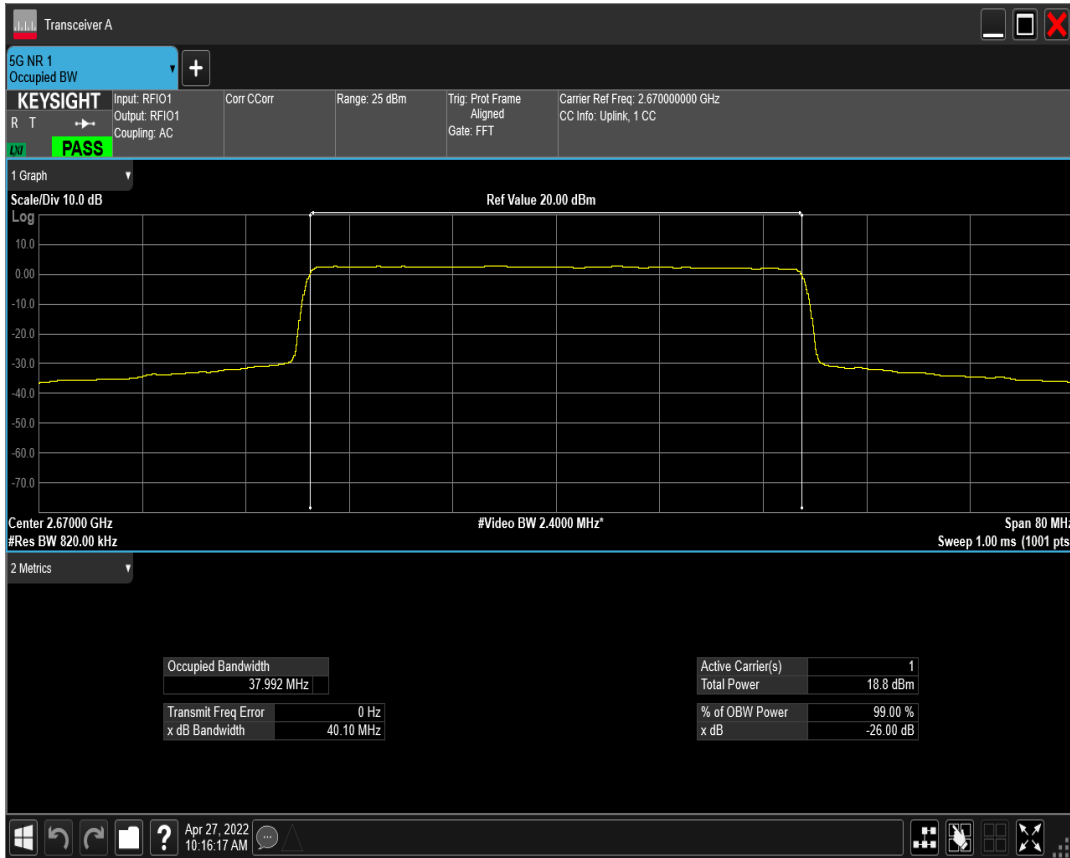 Transceiver A
5G NR 1
Occupied BW
+
KEYSIGHT
R T
LXI
PASS
Input: RFIO1
Output: RFIO1
Coupling: AC
Corr CCorr
Range: 25 dBm
Trig: Prot Frame
Aligned
Gate: FFT
Carrier Ref Freq: 2.670000000 GHz
CC Info: Uplink, 1 CC
1 Graph
Scale/Div 10.0 dB
Ref Value 20.00 dBm
Log
10.0
0.00
-10.0
-20.0
-30.0
-40.0
-50.0
-60.0
-70.0
Center 2.67000 GHz
#Video BW 2.4000 MHz*
Span 80 MHz
#Res BW 820.00 kHz
Sweep 1.00 ms (1001 pts
2 Metrics
Occupied Bandwidth
37.992 MHz
Transmit Freq Error 0 Hz
x dB Bandwidth 40.10 MHz
Active Carrier(s) 1
Total Power 18.8 dBm
% of OBW Power 99.00 %
x dB -26.00 dB
?
Apr 27, 2022
10:16:17 AM